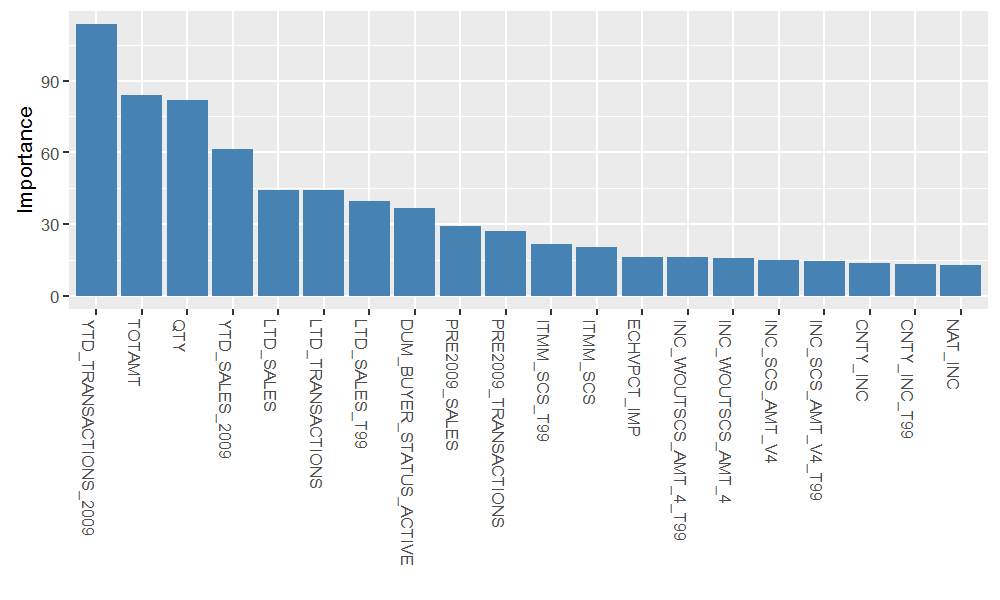 Importance
90
60
30
0
YTD_TRANSACTIONS_2009
TOTAMT
QTY
YTD_SALES_2009
LTD_SALES
LTD_TRANSACTIONS
LTD_SALES_T99
DUM_BUYER_STATUS_ACTIVE
PRE2009_SALES
PRE2009_TRANSACTIONS
ITMM_SCS_T99
ITMM_SCS
ECHVPCT_IMP
INC_WOUTSCS_AMT_4_T99
INC_WOUTSCS_AMT_4
INC_SCS_AMT_V4
INC_SCS_AMT_V4_T99
CNTY_INC
CNTY_INC_T99
NAT_INC